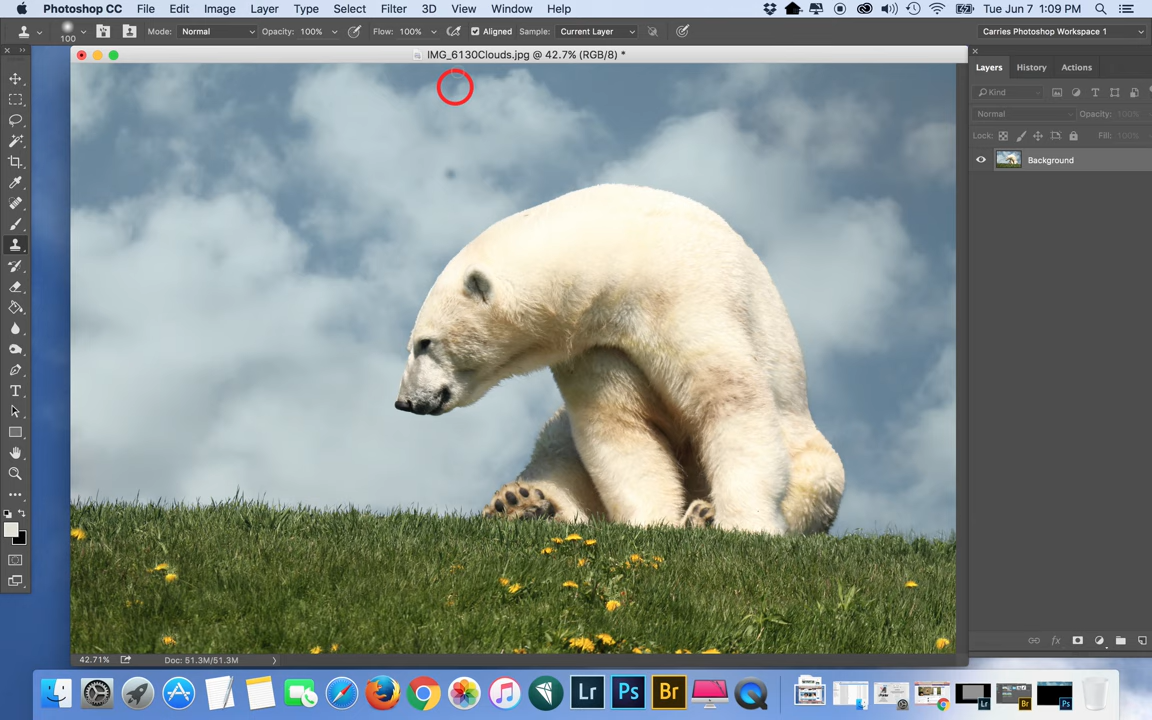 Photoshop CC File Edit Image Layer Type Select Filter 3D View Window Help Tue Jun 7 1:09 PM
100 Mode: Normal Opacity: 100% Flow: 100% Aligned Sample: Current Layer Carries Photoshop Workspace 1
IMG_6130Clouds.jpg @ 42.7% (RGB/8) *
Layers History Actions
Kind
Normal Opacity: 100%
Lock: Fill: 100%
Background
T
fx
42.71% Doc: 51.3M/51.3M
Lr Ps Br